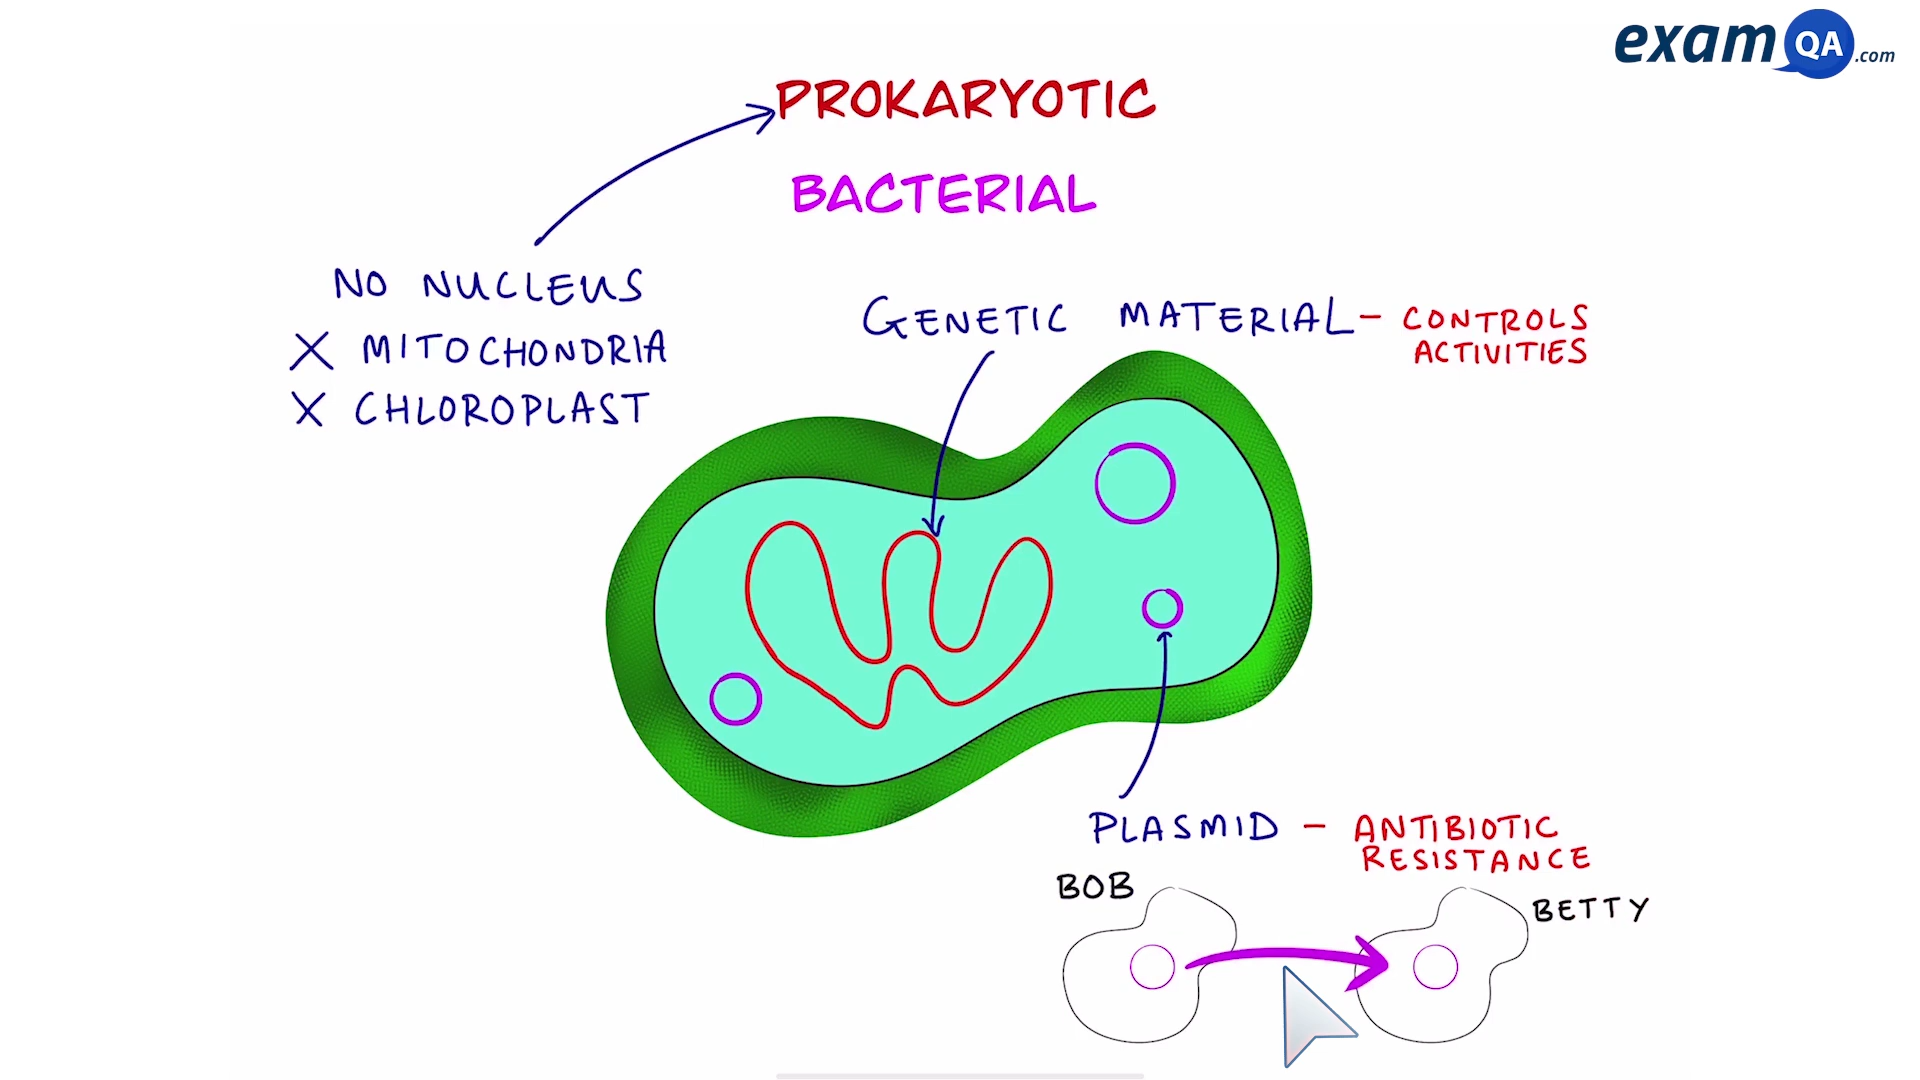 examQA.com
PROKARYOTIC
BACTERIAL
NO NUCLEUS
X MITOCHONDRIA
X CHLOROPLAST
GENETIC MATERIAL - CONTROLS
ACTIVITIES
PLASMID - ANTIBIOTIC
RESISTANCE
BOB
BETTY